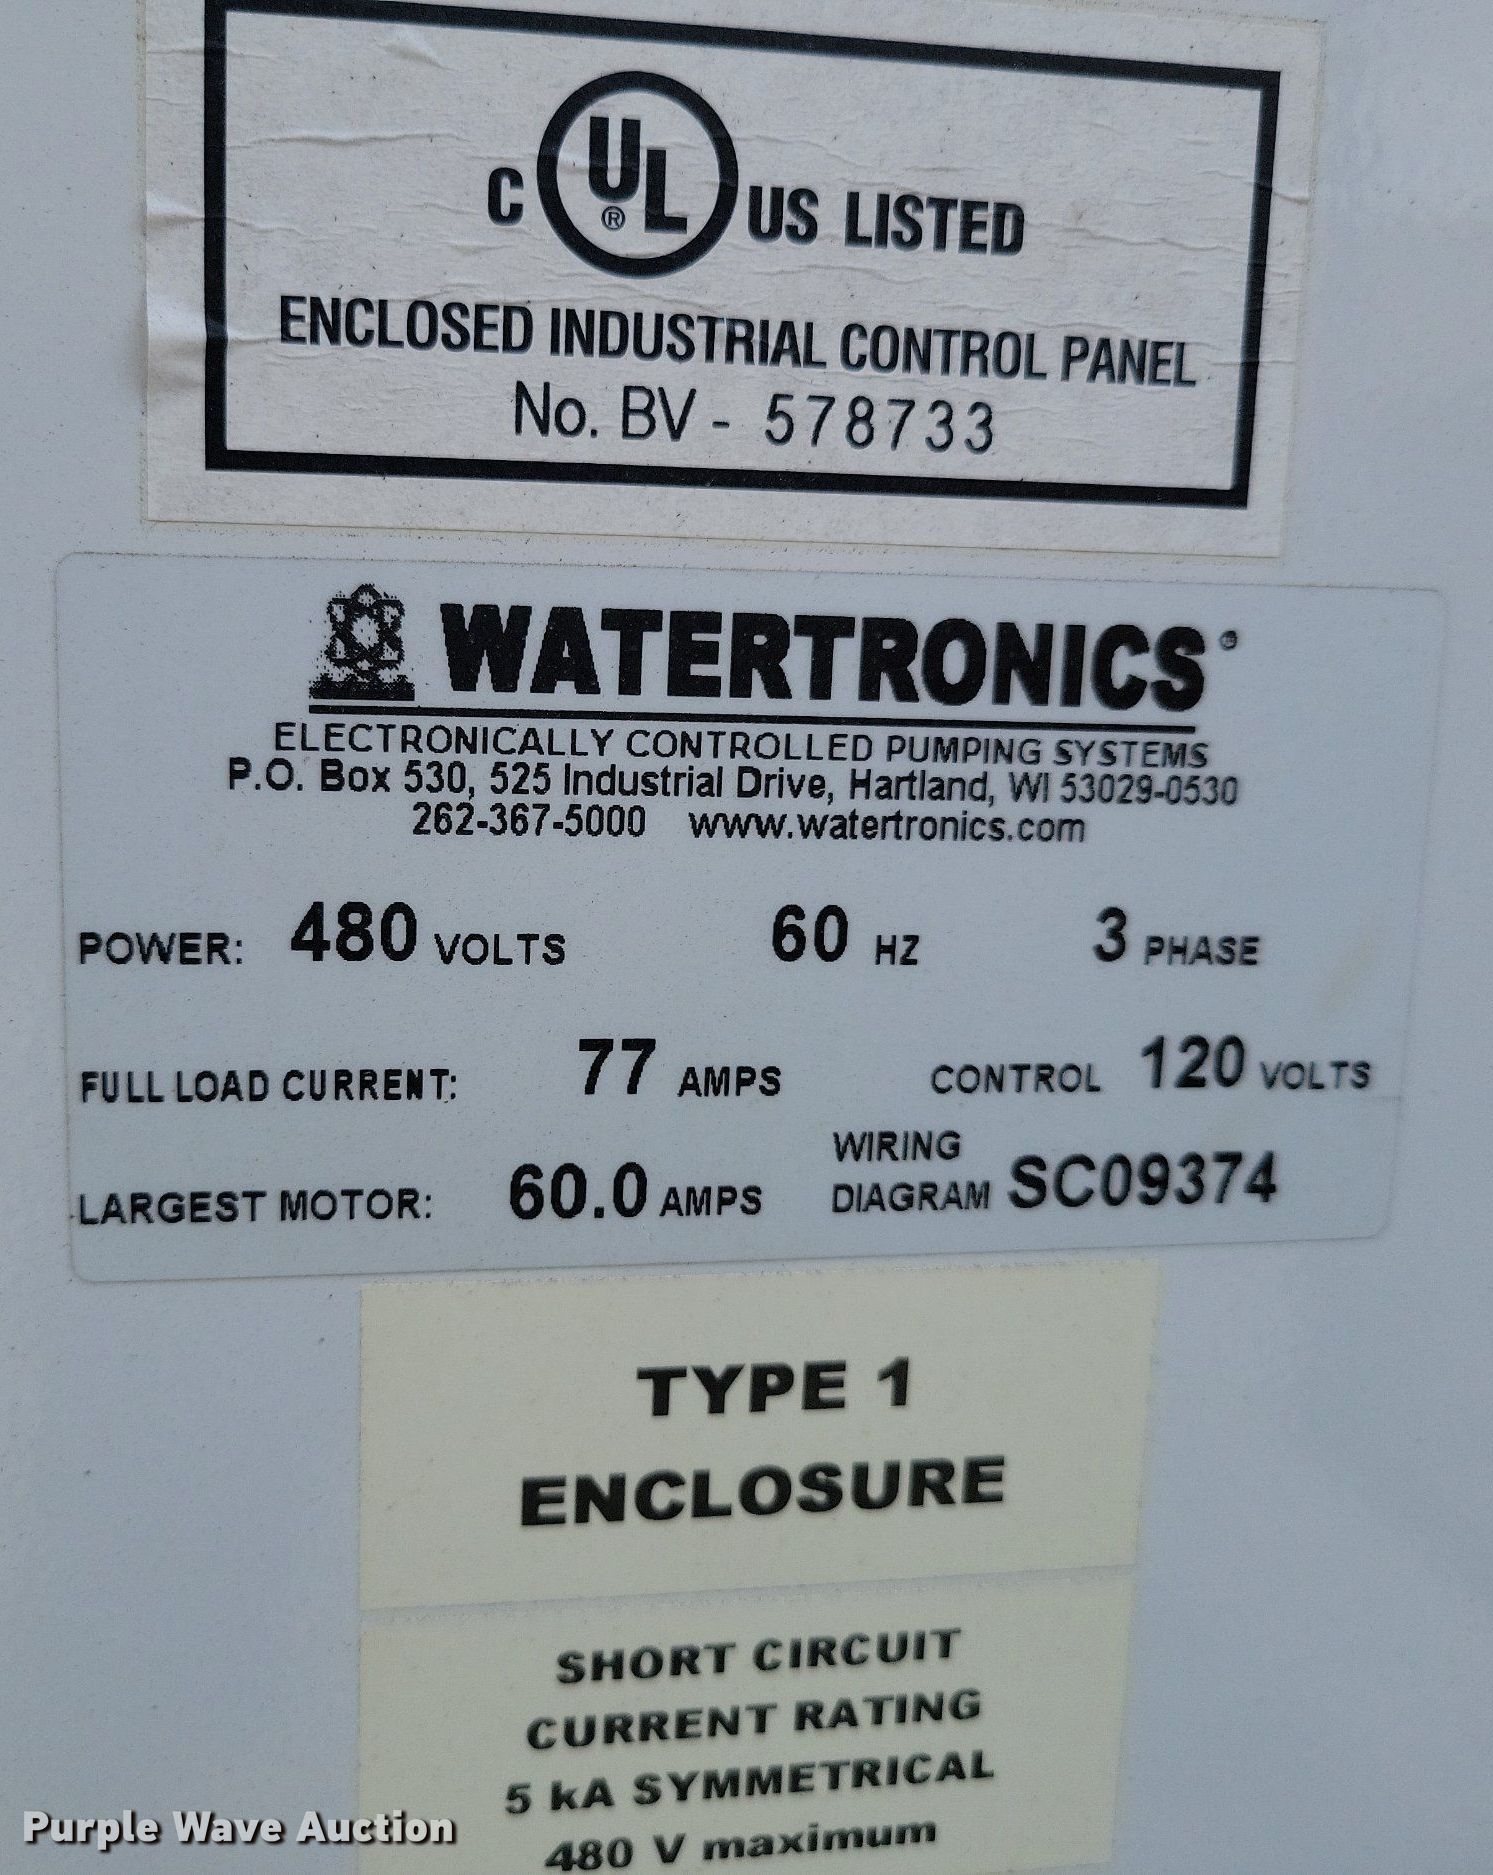 C UL® US LISTED
ENCLOSED INDUSTRIAL CONTROL PANEL
No. BV - 578733
WATERTRONICS®
ELECTRONICALLY CONTROLLED PUMPING SYSTEMS
P.O. Box 530, 525 Industrial Drive, Hartland, WI 53029-0530
262-367-5000 www.watertronics.com
POWER: 480 VOLTS 60 HZ 3 PHASE
FULL LOAD CURRENT: 77 AMPS CONTROL 120 VOLTS
LARGEST MOTOR: 60.0 AMPS WIRING DIAGRAM SC09374
TYPE 1
ENCLOSURE
SHORT CIRCUIT
CURRENT RATING
5 kA SYMMETRICAL
480 V maximum
Purple Wave Auction